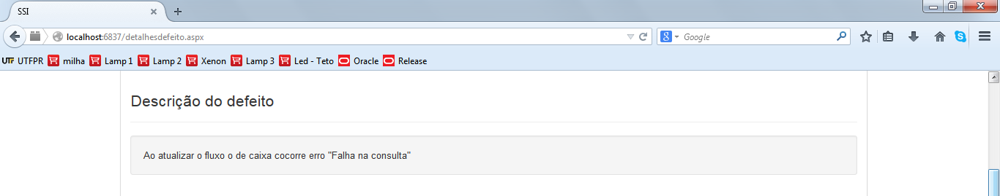 SSI
localhost:6837/detalhesdefeito.aspx
Google
UTF UTFPR milha Lamp 1 Lamp 2 Xenon Lamp 3 Led - Teto Oracle Release
Descrição do defeito
Ao atualizar o fluxo o de caixa cocorre erro "Falha na consulta"